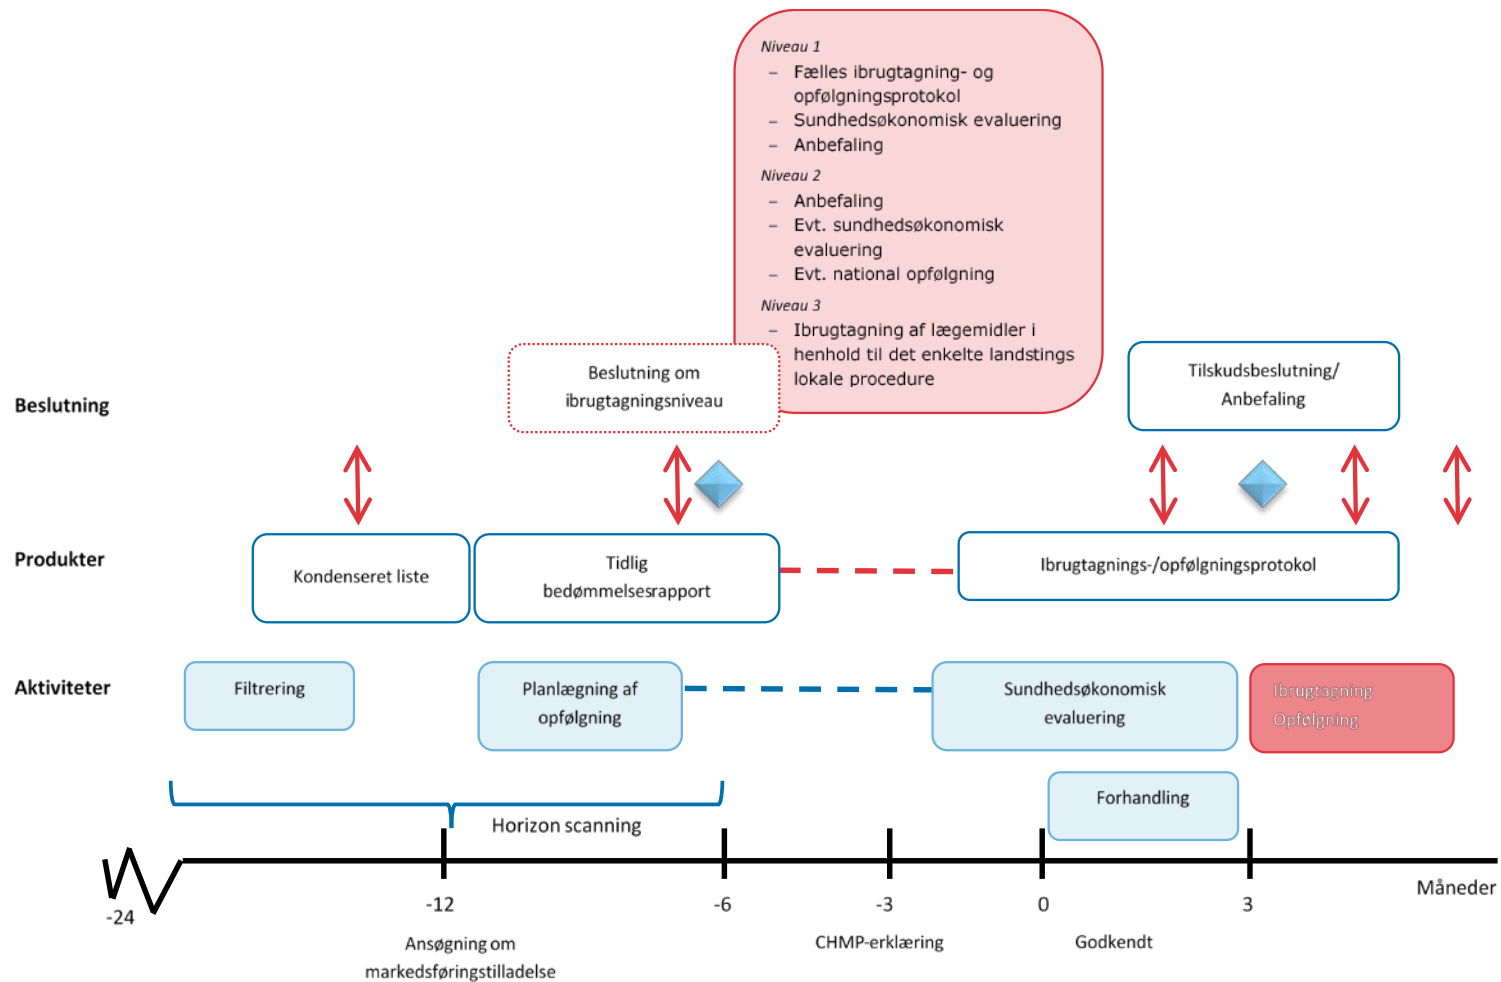 Niveau 1
– Fælles ibrugtagning- og
opfølgningsprotokol
– Sundhedsøkonomisk evaluering
– Anbefaling
Niveau 2
– Anbefaling
– Evt. sundhedsøkonomisk
evaluering
– Evt. national opfølgning
Niveau 3
– Ibrugtagning af lægemidler i
henhold til det enkelte landstings
lokale procedure
Beslutning
Beslutning om
ibrugtagningsniveau
Tilskudsbeslutning/
Anbefaling
Produkter
Kondenseret liste
Tidlig
bedømmelsesrapport
Ibrugtagnings-/opfølgningsprotokol
Aktiviteter
Filtrering
Planlægning af
opfølgning
Sundhedsøkonomisk
evaluering
Ibrugtagning
Opfølgning
Forhandling
Horizon scanning
Måneder
-24
-12
-6
-3
0
3
Ansøgning om
markedsføringstilladelse
CHMP-erklæring
Godkendt